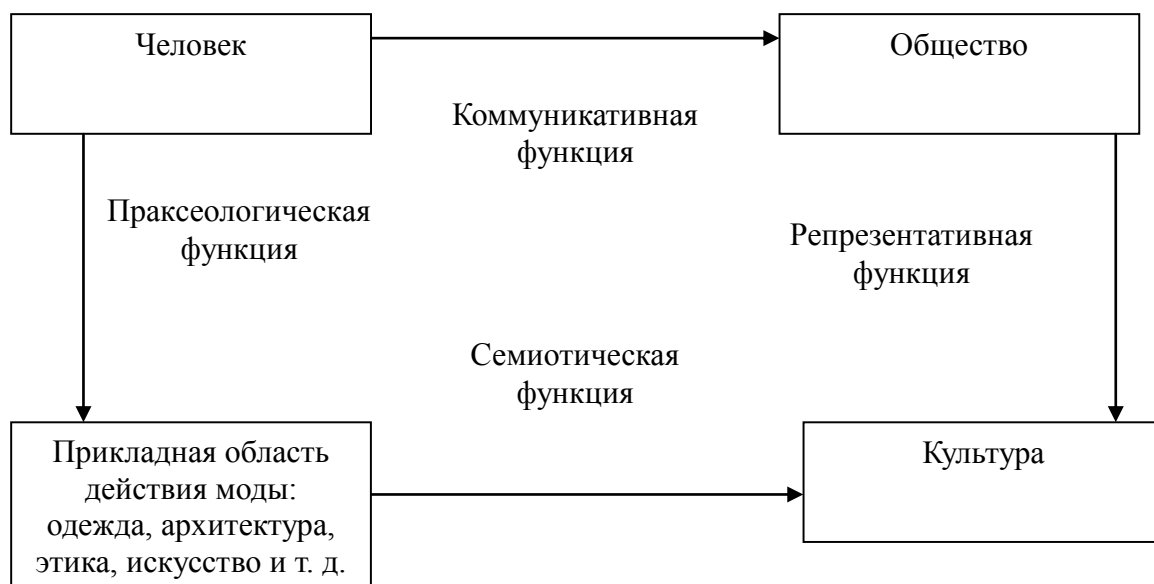 Человек
Общество
Коммуникативная
функция
Праксеологическая
функция
Репрезентативная
функция
Семиотическая
функция
Прикладная область
действия моды:
одежда, архитектура,
этика, искусство и т. д.
Культура